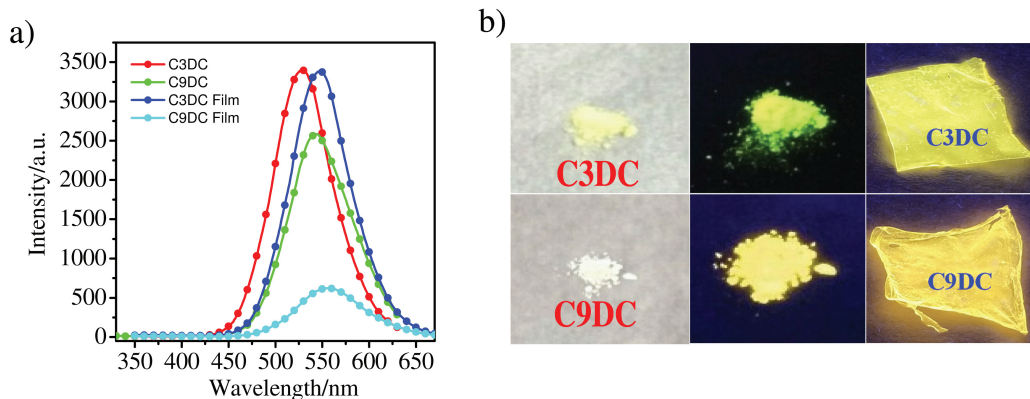 a)
Intensity/a.u.
3500
3000
2500
2000
1500
1000
500
0
C3DC
C9DC
C3DC Film
C9DC Film
350 400 450 500 550 600 650
Wavelength/nm
b)
C3DC
C3DC
C9DC
C9DC